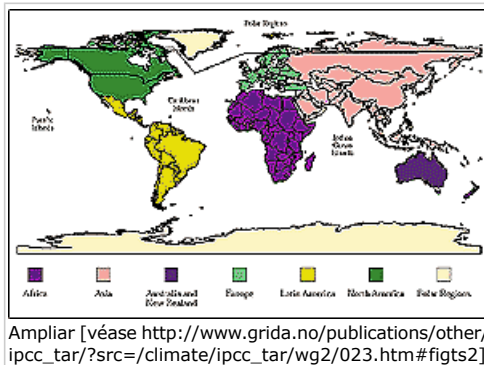 Polar Regions
Caribbean
Islands
Pacific
Islands
Indian
Ocean
Islands
Africa
Asia
Australia and
New Zealand
Europe
Latin America
North America
Polar Regions
Ampliar [véase http://www.grida.no/publications/other/
ipcc_tar/?src=/climate/ipcc_tar/wg2/023.htm#figts2]